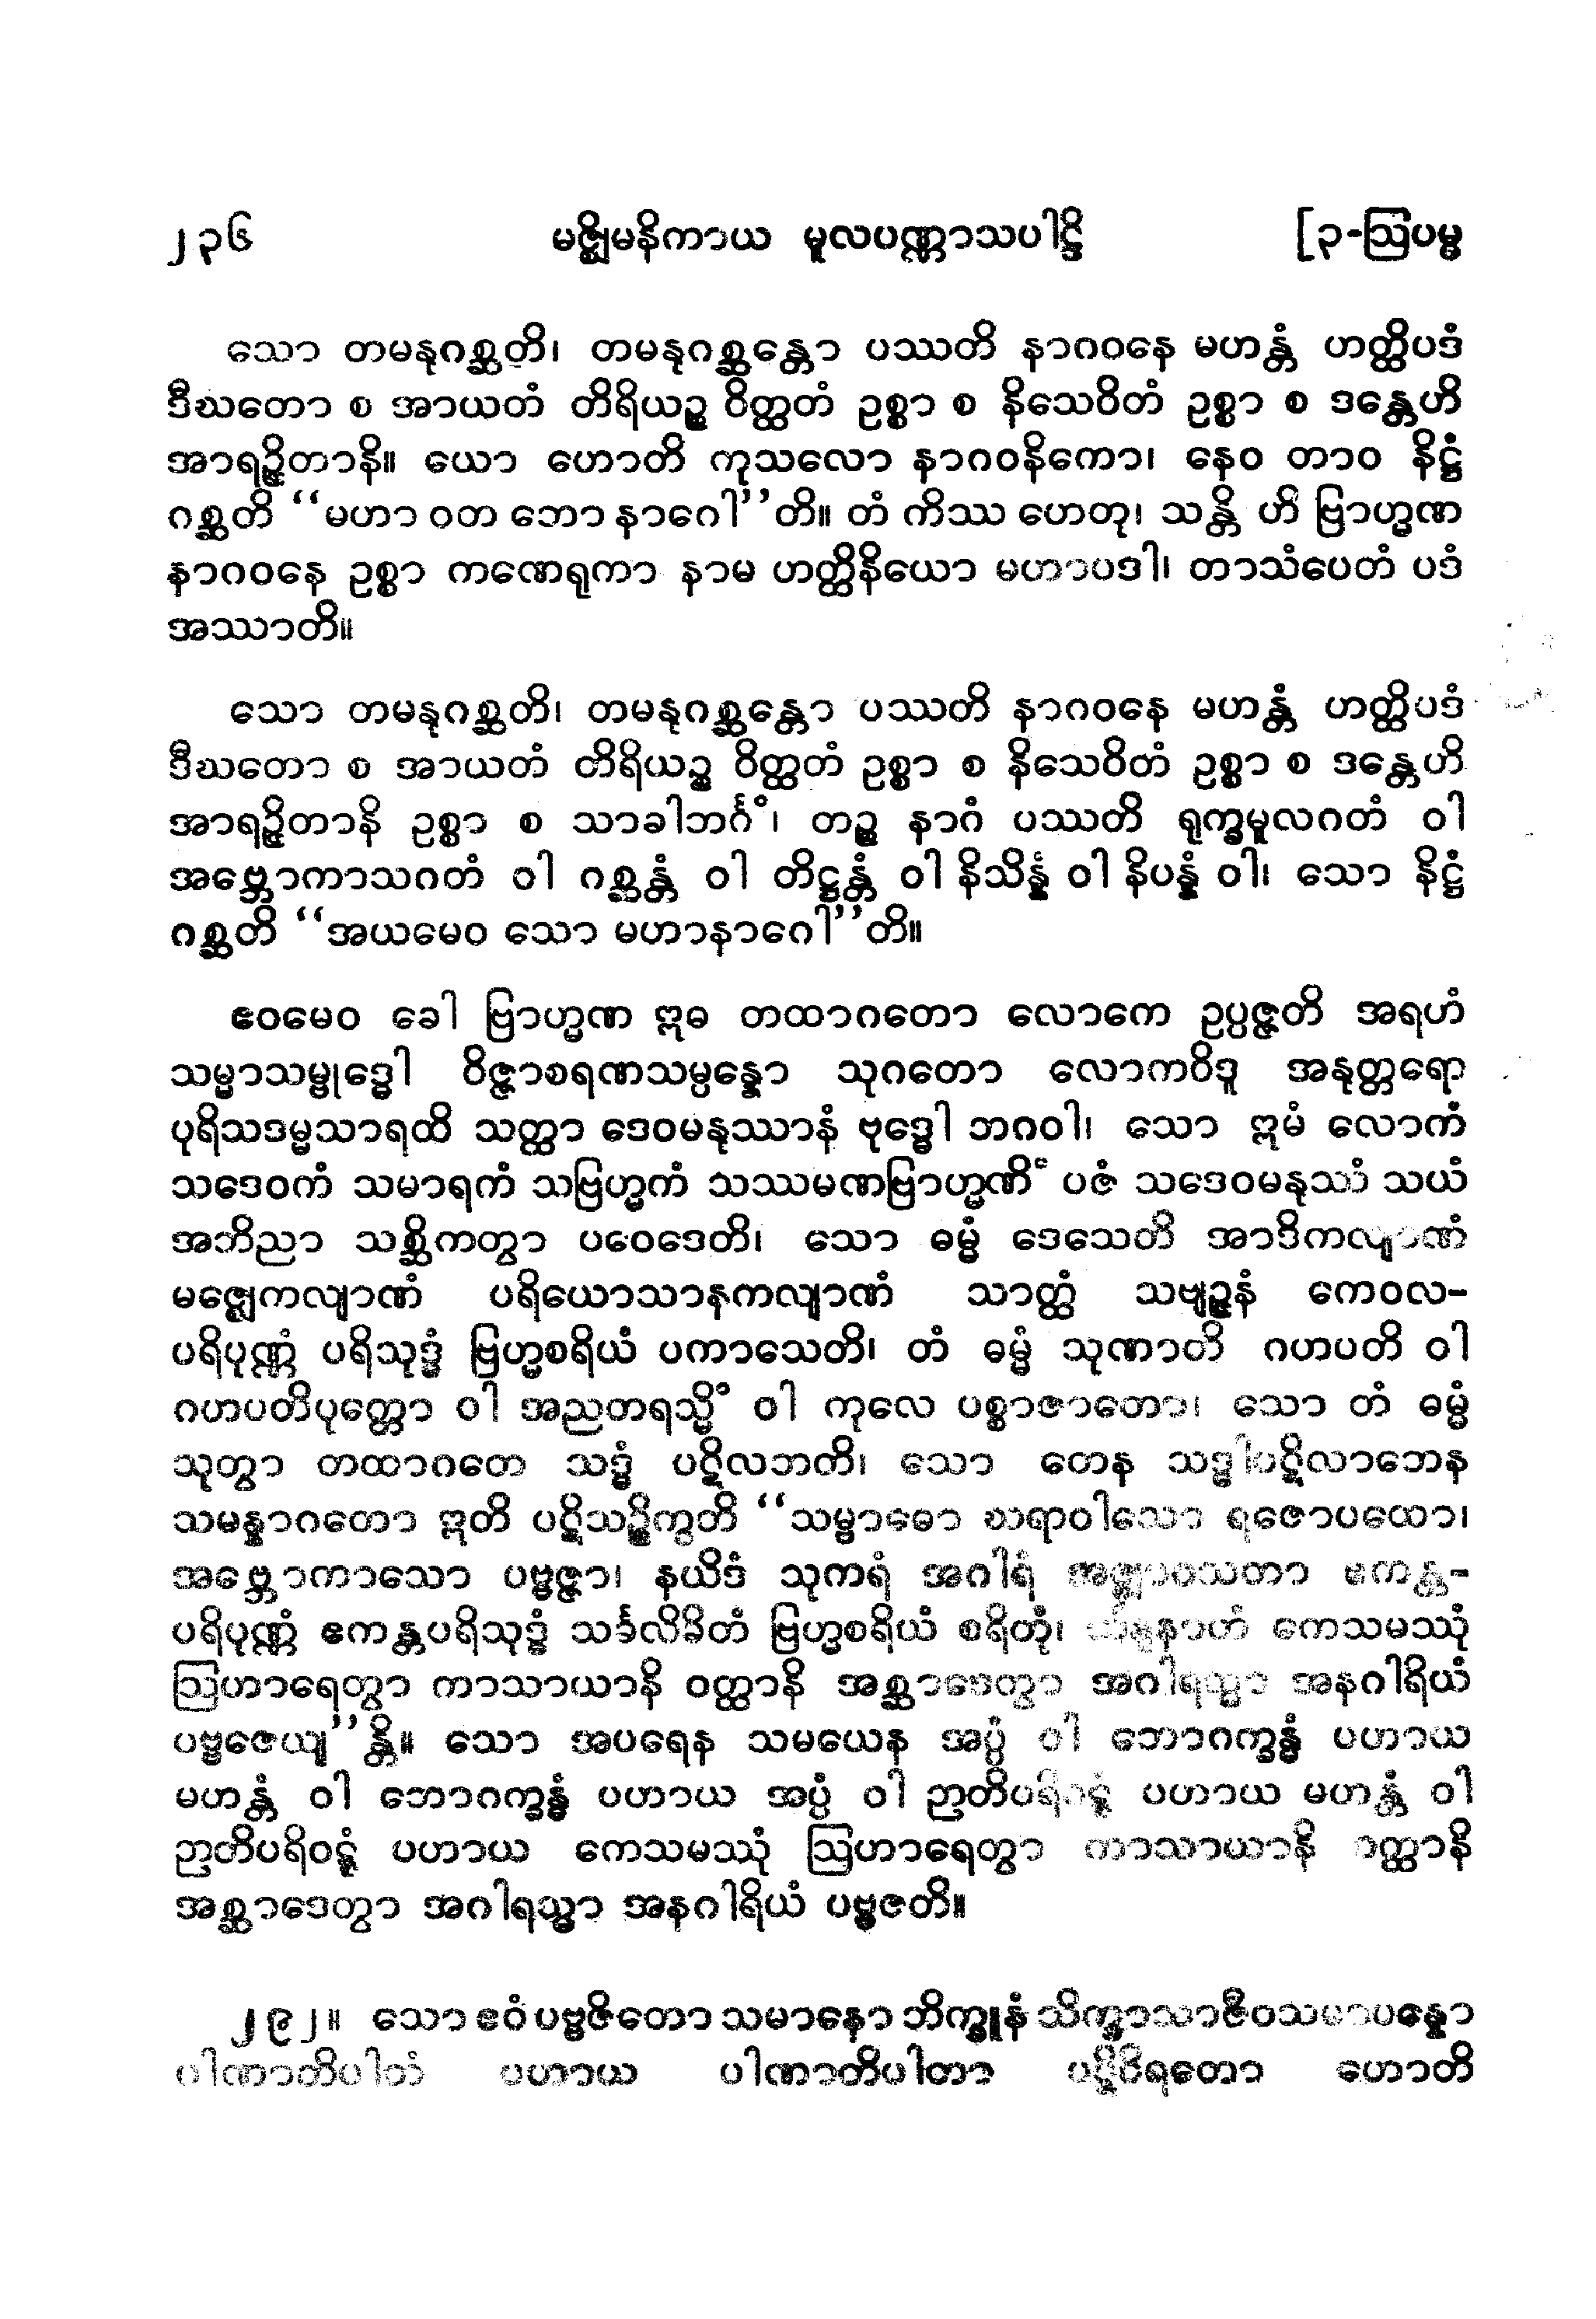 ၂၃၆ မဇ္ဈိမနိကာယ မူလပဏ္ဏာသပါဠိ [၃-ဩပမ္မ
သော တမနုဂစ္ဆတိ၊ တမနုဂစ္ဆန္တော ပဿတိ နာဂဝနေ မဟန္တံ ဟတ္ထိပဒံ
ဒီဃတော စ အာယတံ တိရိယဉ္စ ဝိတ္ထတံ ဥစ္စာ စ နိသေဝိတံ ဥစ္စာ စ ဒန္တေဟိ
အာရဉ္ဇိတာနိ။ ယော ဟောတိ ကုသလော နာဂဝနိကော၊ နေဝ တာဝ နိဋ္ဌံ
ဂစ္ဆတိ “မဟာ ဝတ ဘော နာဂေါ”တိ။ တံ ကိဿ ဟေတု၊ သန္တိ ဟိ ဗြာဟ္မဏ
နာဂဝနေ ဥစ္စာ ကဏေရုကာ နာမ ဟတ္ထိနိယော မဟာပဒါ၊ တာသံပေတံ ပဒံ
အဿာတိ။
သော တမနုဂစ္ဆတိ၊ တမနုဂစ္ဆန္တော ပဿတိ နာဂဝနေ မဟန္တံ ဟတ္ထိပဒံ
ဒီဃတော စ အာယတံ တိရိယဉ္စ ဝိတ္ထတံ ဥစ္စာ စ နိသေဝိတံ ဥစ္စာ စ ဒန္တေဟိ
အာရဉ္ဇိတာနိ ဥစ္စာ စ သာခါဘင်္ဂံ၊ တဉ္စ နာဂံ ပဿတိ ရုက္ခမူလဂတံ ဝါ
အဗ္ဘောကာသဂတံ ဝါ ဂစ္ဆန္တံ ဝါ တိဋ္ဌန္တံ ဝါ နိသိန္နံ ဝါ နိပန္နံ ဝါ၊ သော နိဋ္ဌံ
ဂစ္ဆတိ “အယမေဝ သော မဟာနာဂေါ”တိ။
ဧဝမေဝ ခေါ ဗြာဟ္မဏ ဣဓ တထာဂတော လောကေ ဥပ္ပဇ္ဇတိ အရဟံ
သမ္မာသမ္ဗုဒ္ဓေါ ဝိဇ္ဇာစရဏသမ္ပန္နော သုဂတော လောကဝိဒူ အနုတ္တရော
ပုရိသဒမ္မသာရထိ သတ္ထာ ဒေဝမနုဿာနံ ဗုဒ္ဓေါ ဘဂဝါ၊ သော ဣမံ လောကံ
သဒေဝကံ သမာရကံ သဗြဟ္မကံ သဿမဏဗြာဟ္မဏိံ ပဇံ သဒေဝမနုဿံ သယံ
အဘိညာ သစ္ဆိကတွာ ပဝေဒေတိ၊ သော ဓမ္မံ ဒေသေတိ အာဒိကလျာဏံ
မဇ္ဈေကလျာဏံ ပရိယောသာနကလျာဏံ သာတ္ထံ သဗျဉ္ဇနံ ကေဝလ-
ပရိပုဏ္ဏံ ပရိသုဒ္ဓံ ဗြဟ္မစရိယံ ပကာသေတိ၊ တံ ဓမ္မံ သုဏာတိ ဂဟပတိ ဝါ
ဂဟပတိပုတ္တော ဝါ အညတရသ္မိံ ဝါ ကုလေ ပစ္စာဇာတော၊ သော တံ ဓမ္မံ
သုတွာ တထာဂတေ သဒ္ဓံ ပဋိလဘတိ၊ သော တေန သဒ္ဓါပဋိလာဘေန
သမန္နာဂတော ဣတိ ပဋိသဉ္စိက္ခတိ “သမ္ဗာဓော ဃရာဝါသော ရဇောပထော၊
အဗ္ဘောကာသော ပဗ္ဗဇ္ဇာ၊ နယိဒံ သုကရံ အဂါရံ အဇ္ဈာဝသတာ ဧကန္တ-
ပရိပုဏ္ဏံ ဧကန္တပရိသုဒ္ဓံ သင်္ခလိခိတံ ဗြဟ္မစရိယံ စရိတုံ၊ ယံနူနာဟံ ကေသမဿုံ
ဩဟာရေတွာ ကာသာယာနိ ဝတ္ထာနိ အစ္ဆာဒေတွာ အဂါရသ္မာ အနဂါရိယံ
ပဗ္ဗဇေယျ”န္တိ။ သော အပရေန သမယေန အပ္ပံ ဝါ ဘောဂက္ခန္ဓံ ပဟာယ
မဟန္တံ ဝါ ဘောဂက္ခန္ဓံ ပဟာယ အပ္ပံ ဝါ ဉာတိပရိဝဋ္ဋံ ပဟာယ မဟန္တံ ဝါ
ဉာတိပရိဝဋ္ဋံ ပဟာယ ကေသမဿုံ ဩဟာရေတွာ ကာသာယာနိ ဝတ္ထာနိ
အစ္ဆာဒေတွာ အဂါရသ္မာ အနဂါရိယံ ပဗ္ဗဇတိ။
၂၉၂။ သော ဧဝံ ပဗ္ဗဇိတော သမာနော ဘိက္ခူနံ သိက္ခာသာဇီဝသမာပန္နော
ပါဏာတိပါတံ ပဟာယ ပါဏာတိပါတာ ပဋိဝိရတော ဟောတိ